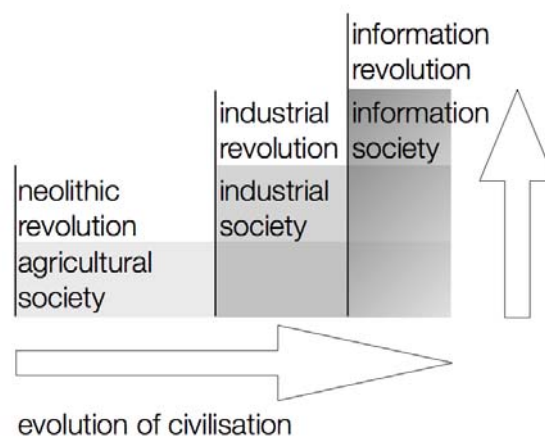 information
revolution
industrial
revolution
information
society
neolithic
revolution
industrial
society
agricultural
society
evolution of civilisation